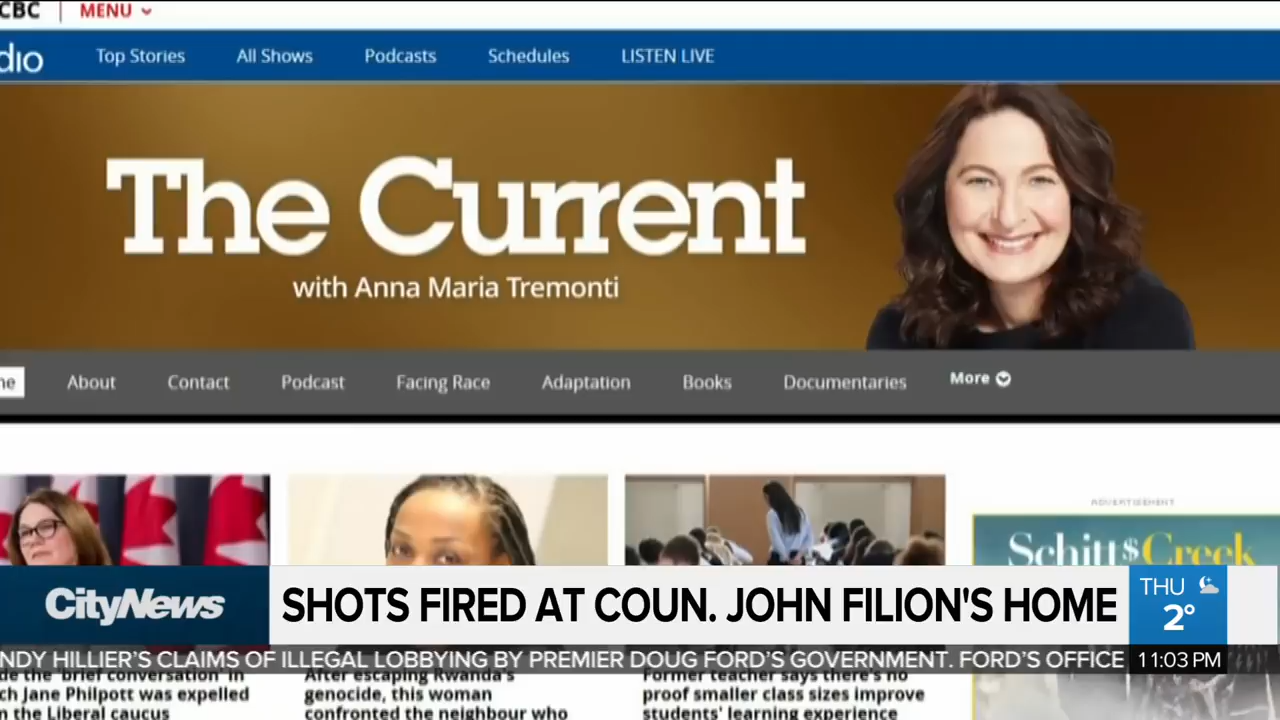 CBC MENU
dio Top Stories All Shows Podcasts Schedules LISTEN LIVE
The Current
with Anna Maria Tremonti
me About Contact Podcast Facing Race Adaptation Books Documentaries More
ADVERTISEMENT
Schitt$ Creek
CityNews SHOTS FIRED AT COUN. JOHN FILION'S HOME THU 2°
NDY HILLIER'S CLAIMS OF ILLEGAL LOBBYING BY PREMIER DOUG FORD'S GOVERNMENT. FORD'S OFFICE 11:03 PM
de the 'brief conversation' in
ch Jane Philpott was expelled
n the Liberal caucus
After escaping Rwanda's
genocide, this woman
confronted the neighbour who
Former teacher says there's no
proof smaller class sizes improve
students' learning experience